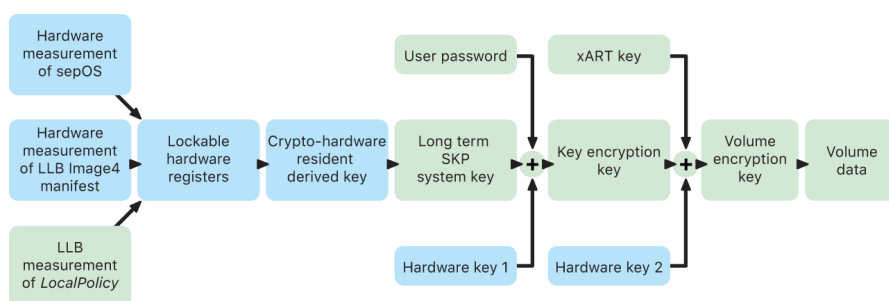 Hardware
measurement
of sepOS
User password
xART key
Hardware
measurement
of LLB Image4
manifest
Lockable
hardware
registers
Crypto-hardware
resident
derived key
Long term
SKP
system key
+
Key encryption
key
+
Volume
encryption
key
Volume
data
LLB
measurement
of LocalPolicy
Hardware key 1
Hardware key 2